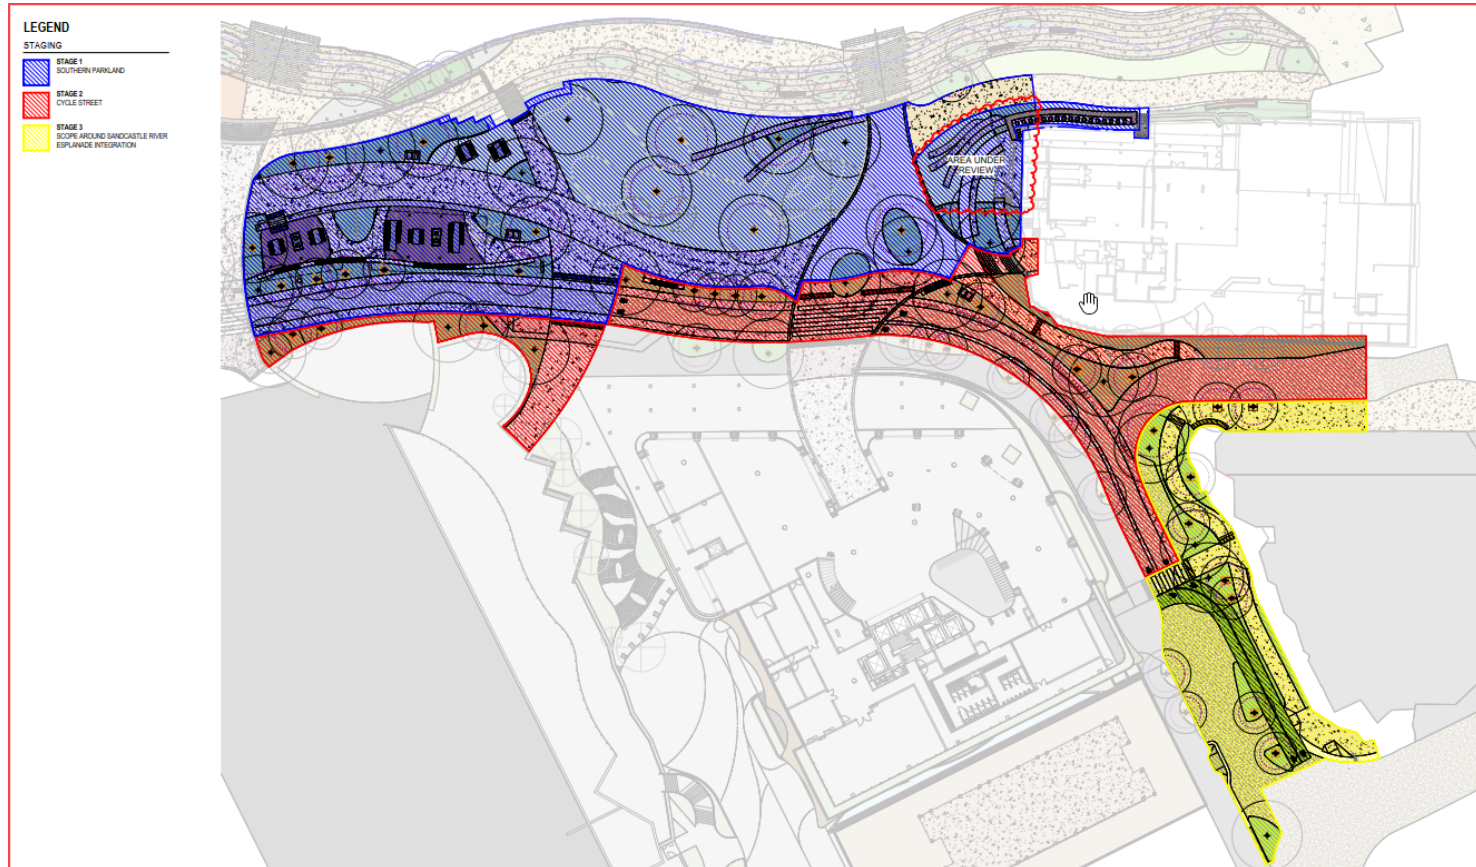 LEGEND
STAGING
STAGE 1
SOUTHERN PARKLAND
STAGE 2
CYCLE STREET
STAGE 3
SCOPE AROUND SANDCASTLE RIVER
ESPLANADE INTEGRATION
AREA UNDER
REVIEW